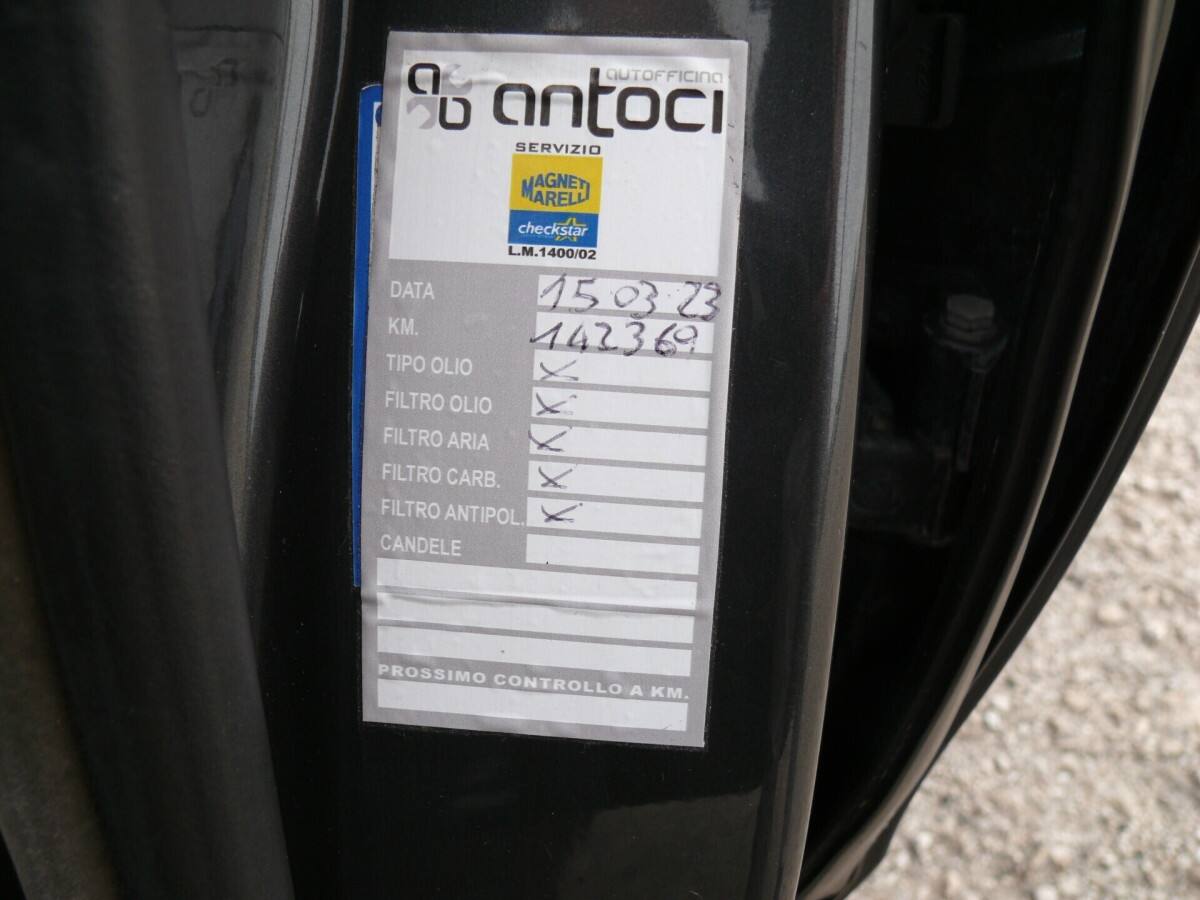 ab
AUTOFFICINA
antoci
SERVIZIO
MAGNETI
MARELLI
checkstar
L.M.1400/02
DATA 15 03 23
KM. 142369
TIPO OLIO X
FILTRO OLIO X
FILTRO ARIA X
FILTRO CARB. X
FILTRO ANTIPOL. X
CANDELE
PROSSIMO CONTROLLO A KM.